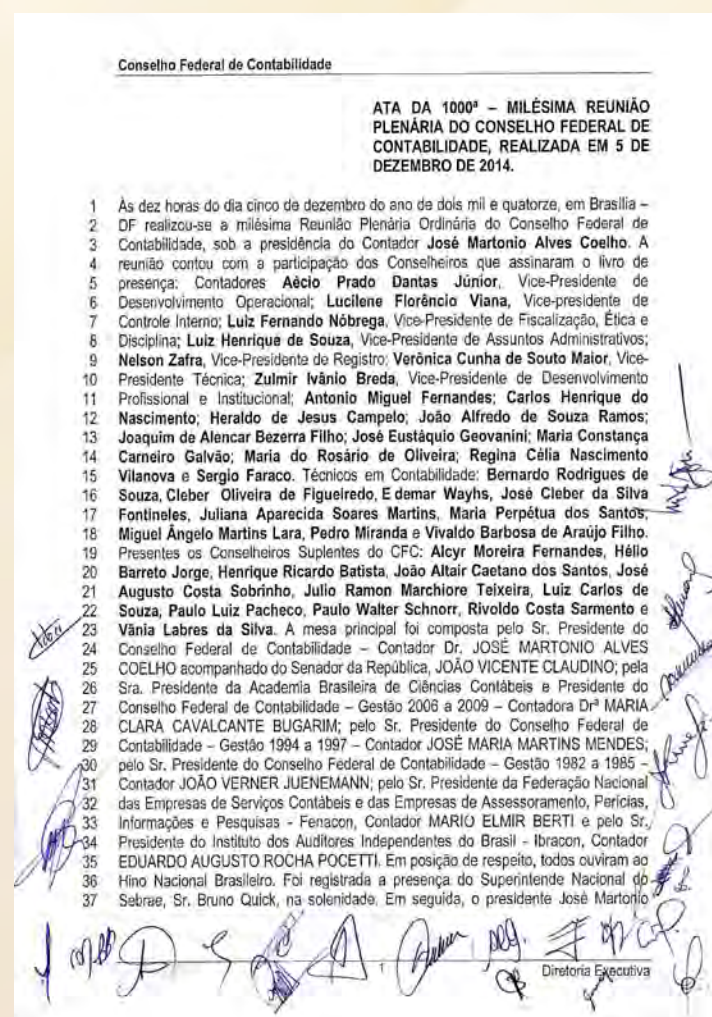 Conselho Federal de Contabilidade
ATA DA 1000ª – MILÉSIMA REUNIÃO
PLENÁRIA DO CONSELHO FEDERAL DE
CONTABILIDADE, REALIZADA EM 5 DE
DEZEMBRO DE 2014.
1 Às dez horas do dia cinco de dezembro do ano de dois mil e quatorze, em Brasília –
2 DF realizou-se a milésima Reunião Plenária Ordinária do Conselho Federal de
3 Contabilidade, sob a presidência do Contador José Martonio Alves Coelho. A
4 reunião contou com a participação dos Conselheiros que assinaram o livro de
5 presença: Contadores Aécio Prado Dantas Júnior, Vice-Presidente de
6 Desenvolvimento Operacional; Lucilene Florêncio Viana, Vice-presidente de
7 Controle Interno; Luiz Fernando Nóbrega, Vice-Presidente de Fiscalização, Ética e
8 Disciplina; Luiz Henrique de Souza, Vice-Presidente de Assuntos Administrativos;
9 Nelson Zafra, Vice-Presidente de Registro; Verônica Cunha de Souto Maior, Vice-
10 Presidente Técnica; Zulmir Ivânio Breda, Vice-Presidente de Desenvolvimento
11 Profissional e Institucional; Antonio Miguel Fernandes; Carlos Henrique do
12 Nascimento; Heraldo de Jesus Campelo; João Alfredo de Souza Ramos;
13 Joaquim de Alencar Bezerra Filho; José Eustáquio Geovanini; Maria Constança
14 Carneiro Galvão; Maria do Rosário de Oliveira; Regina Célia Nascimento
15 Vilanova e Sergio Faraco. Técnicos em Contabilidade: Bernardo Rodrigues de
16 Souza, Cleber Oliveira de Figueiredo, E demar Wayhs, José Cleber da Silva
17 Fontineles, Juliana Aparecida Soares Martins, Maria Perpétua dos Santos,
18 Miguel Ângelo Martins Lara, Pedro Miranda e Vivaldo Barbosa de Araújo Filho.
19 Presentes os Conselheiros Suplentes do CFC: Alcyr Moreira Fernandes, Hélio
20 Barreto Jorge, Henrique Ricardo Batista, João Altair Caetano dos Santos, José
21 Augusto Costa Sobrinho, Julio Ramon Marchiore Teixeira, Luiz Carlos de
22 Souza, Paulo Luiz Pacheco, Paulo Walter Schnorr, Rivoldo Costa Sarmento e
23 Vânia Labres da Silva. A mesa principal foi composta pelo Sr. Presidente do
24 Conselho Federal de Contabilidade – Contador Dr. JOSÉ MARTONIO ALVES
25 COELHO acompanhado do Senador da República, JOÃO VICENTE CLAUDINO; pela
26 Sra. Presidente da Academia Brasileira de Ciências Contábeis e Presidente do
27 Conselho Federal de Contabilidade – Gestão 2006 a 2009 – Contadora Drª MARIA
28 CLARA CAVALCANTE BUGARIM; pelo Sr. Presidente do Conselho Federal de
29 Contabilidade – Gestão 1994 a 1997 – Contador JOSÉ MARIA MARTINS MENDES;
30 pelo Sr. Presidente do Conselho Federal de Contabilidade – Gestão 1982 a 1985 –
31 Contador JOÃO VERNER JUENEMANN; pelo Sr. Presidente da Federação Nacional
32 das Empresas de Serviços Contábeis e das Empresas de Assessoramento, Perícias,
33 Informações e Pesquisas - Fenacon, Contador MARIO ELMIR BERTI e pelo Sr.
34 Presidente do Instituto dos Auditores Independentes do Brasil - Ibracon, Contador
35 EDUARDO AUGUSTO ROCHA POCETTI. Em posição de respeito, todos ouviram ao
36 Hino Nacional Brasileiro. Foi registrada a presença do Superintende Nacional do
37 Sebrae, Sr. Bruno Quick, na solenidade. Em seguida, o presidente José Martonio
1
Diretoria Executiva